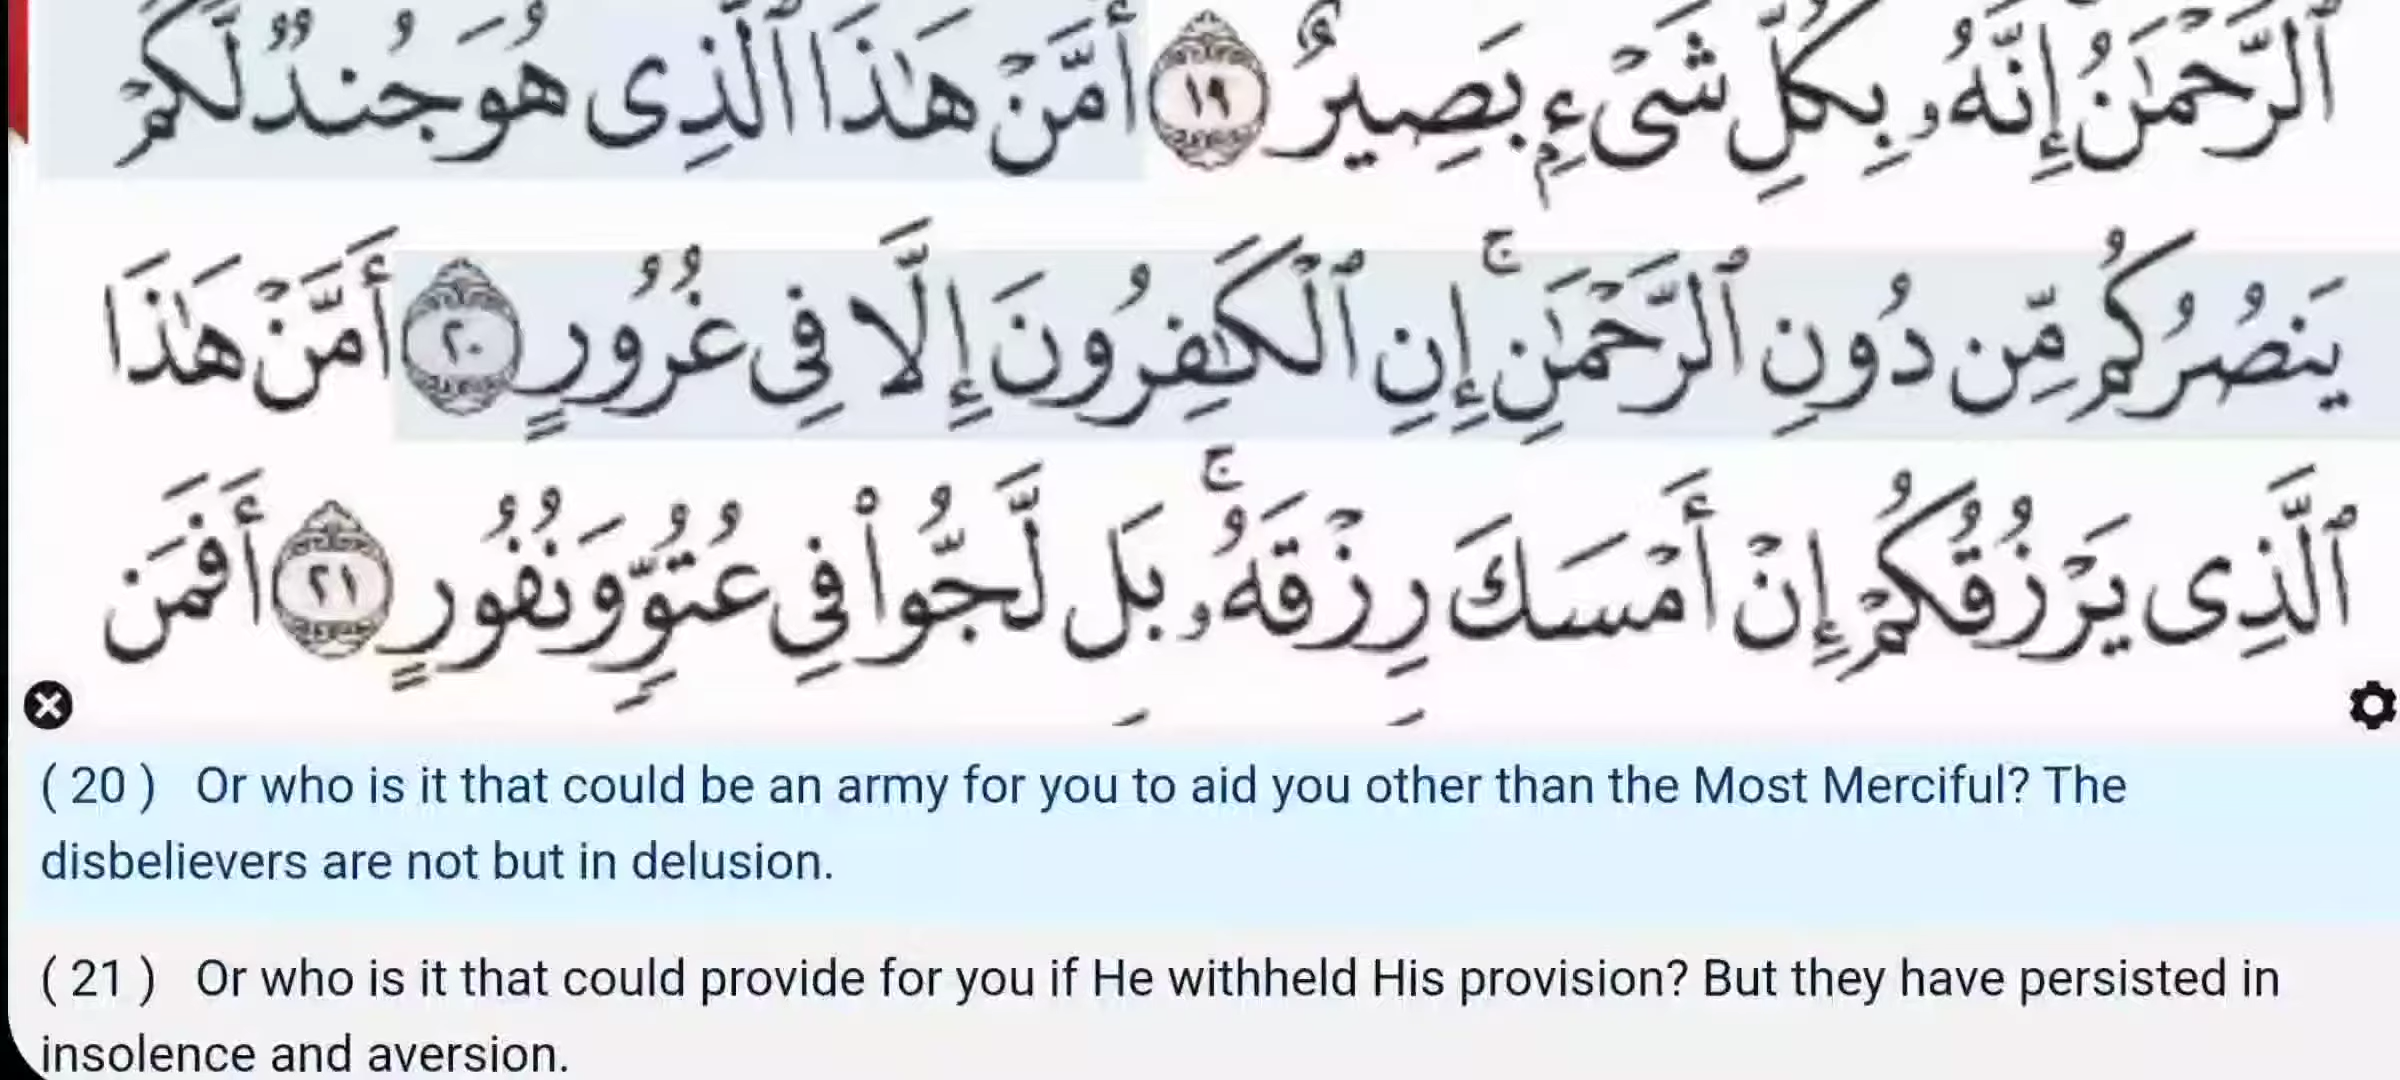 ٱلرَّحْمَٰنُ إِنَّهُۥ بِكُلِّ شَىْءٍۭ بَصِيرٌ ١٩ أَمَّنْ هَٰذَا ٱلَّذِى هُوَ جُندٌ لَّكُمْ
يَنصُرُكُم مِّن دُونِ ٱلرَّحْمَٰنِ ۚ إِنِ ٱلْكَٰفِرُونَ إِلَّا فِى غُرُورٍ ٢٠ أَمَّنْ هَٰذَا
ٱلَّذِى يَرْزُقُكُمْ إِنْ أَمْسَكَ رِزْقَهُۥ ۚ بَل لَّجُّوا۟ فِى عُتُوٍّ وَنُفُورٍ ٢١ أَفَمَن
( 20 ) Or who is it that could be an army for you to aid you other than the Most Merciful? The
disbelievers are not but in delusion.
( 21 ) Or who is it that could provide for you if He withheld His provision? But they have persisted in
insolence and aversion.